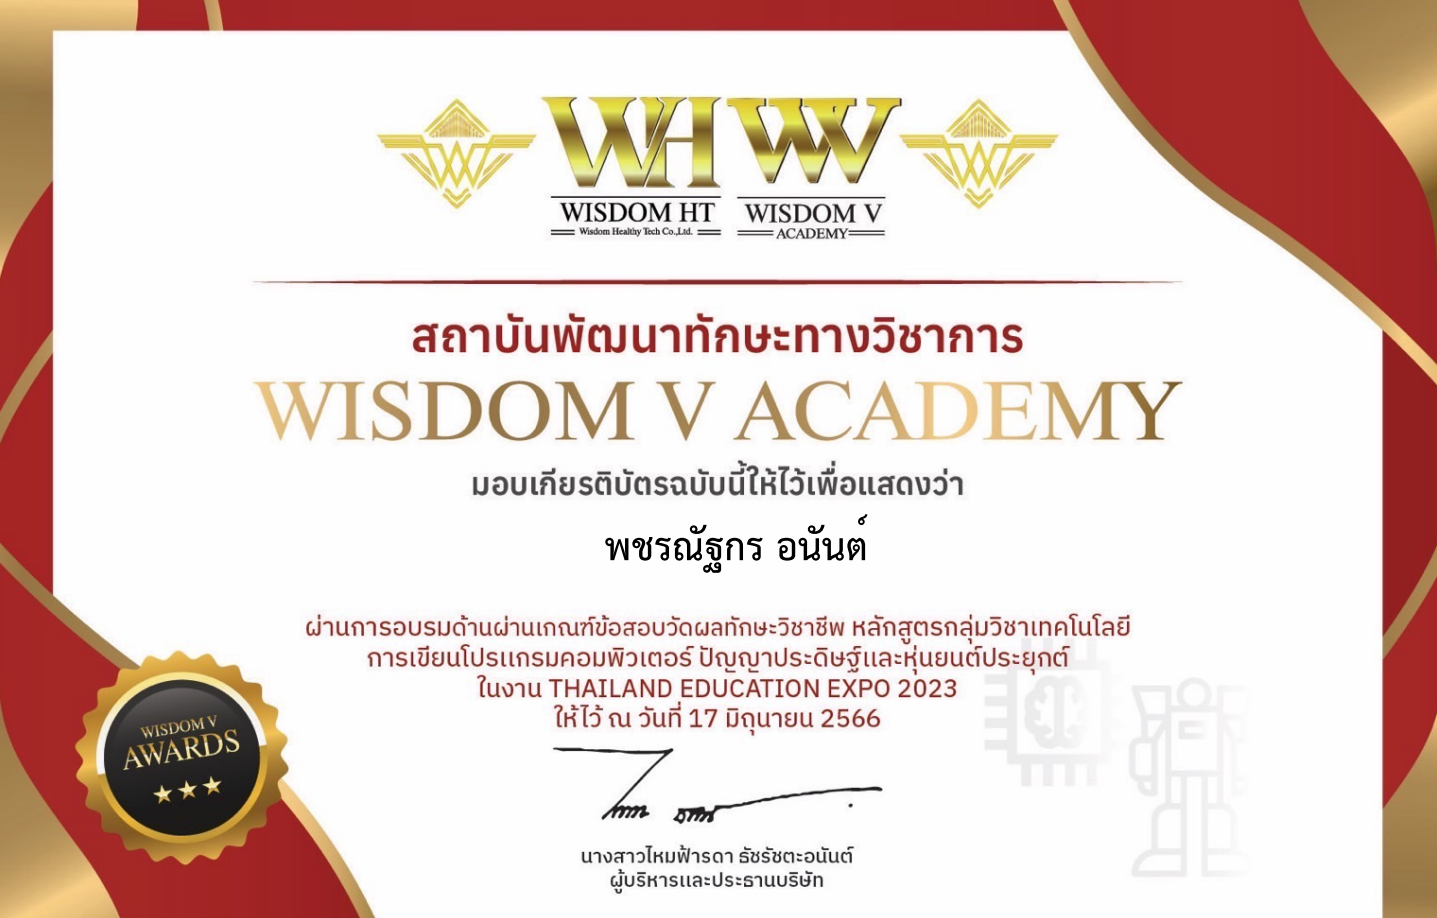 WH WV
WISDOM HT WISDOM V
Wisdom Healthy Tech Co.,Ltd. ACADEMY
สถาบันพัฒนาทักษะทางวิชาการ
WISDOM V ACADEMY
มอบเกียรติบัตรฉบับนี้ให้ไว้เพื่อแสดงว่า
พชรณัฐกร อนันต์
ผ่านการอบรมด้านผ่านเกณฑ์ข้อสอบวัดผลทักษะวิชาชีพ หลักสูตรกลุ่มวิชาเทคโนโลยี
การเขียนโปรแกรมคอมพิวเตอร์ ปัญญาประดิษฐ์และหุ่นยนต์ประยุกต์
ในงาน THAILAND EDUCATION EXPO 2023
ให้ไว้ ณ วันที่ 17 มิถุนายน 2566
WISDOM V
AWARDS
นางสาวไหมฟ้ารดา ธัชรัชตะอนันต์
ผู้บริหารและประธานบริษัท